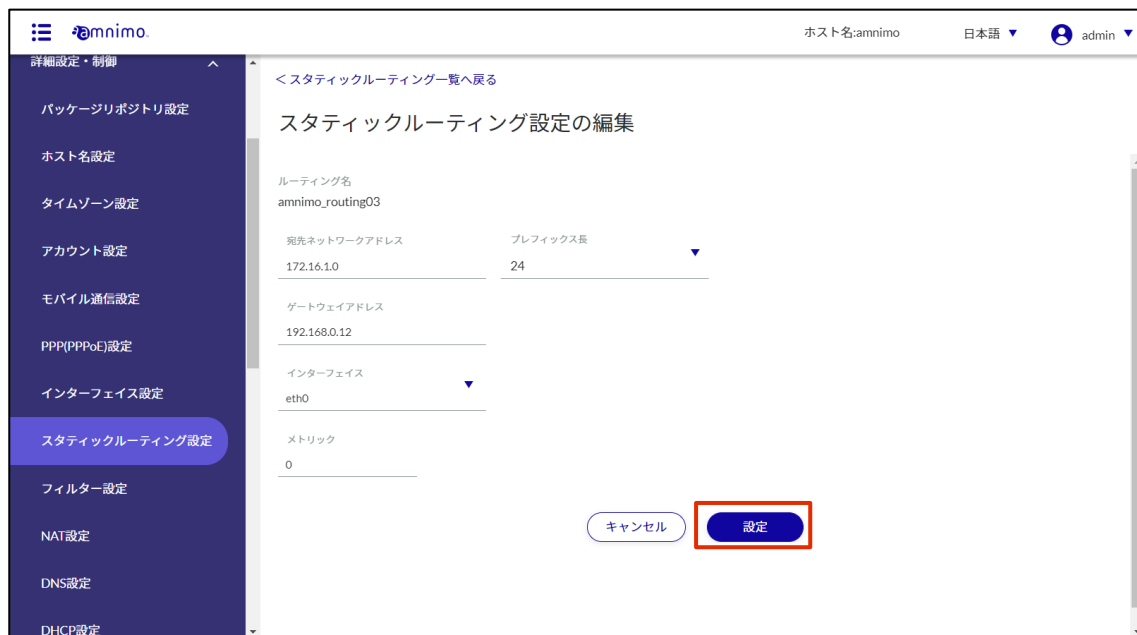 amnimo.
ホスト名:amnimo
日本語
admin
詳細設定・制御
パッケージリポジトリ設定
ホスト名設定
タイムゾーン設定
アカウント設定
モバイル通信設定
PPP(PPPoE)設定
インターフェイス設定
スタティックルーティング設定
フィルター設定
NAT設定
DNS設定
DHCP設定
<スタティックルーティング一覧へ戻る
スタティックルーティング設定の編集
ルーティング名
amnimo_routing03
宛先ネットワークアドレス
172.16.1.0
プレフィックス長
24
ゲートウェイアドレス
192.168.0.12
インターフェイス
eth0
メトリック
0
キャンセル
設定